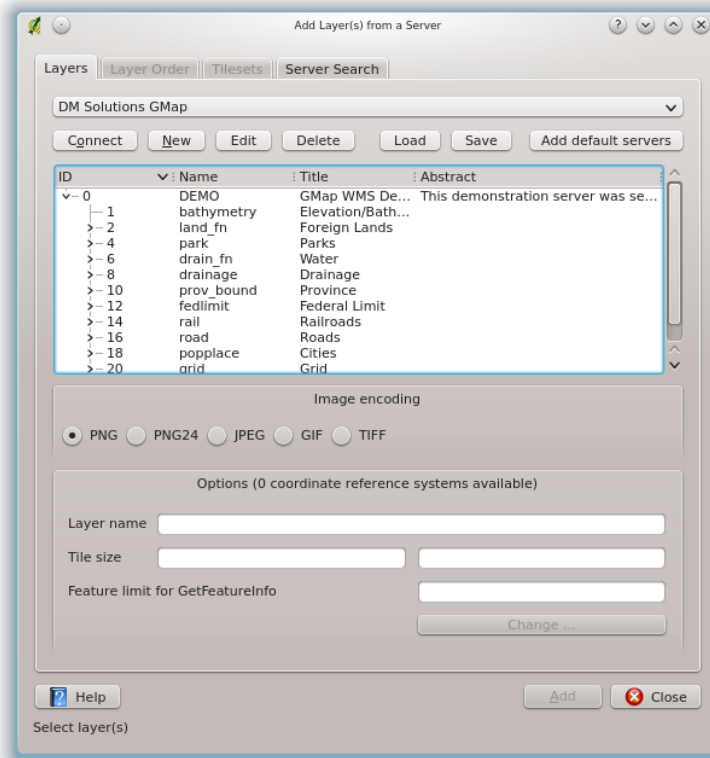 Add Layer(s) from a Server
Layers Layer Order Tilesets Server Search
DM Solutions GMap
Connect New Edit Delete Load Save Add default servers
ID Name Title Abstract
0 DEMO GMap WMS De... This demonstration server was se...
1 bathymetry Elevation/Bath...
2 land_fn Foreign Lands
4 park Parks
6 drain_fn Water
8 drainage Drainage
10 prov_bound Province
12 fedlimit Federal Limit
14 rail Railroads
16 road Roads
18 popplace Cities
20 grid Grid
Image encoding
PNG PNG24 JPEG GIF TIFF
Options (0 coordinate reference systems available)
Layer name
Tile size
Feature limit for GetFeatureInfo
Change ...
Help Add Close
Select layer(s)